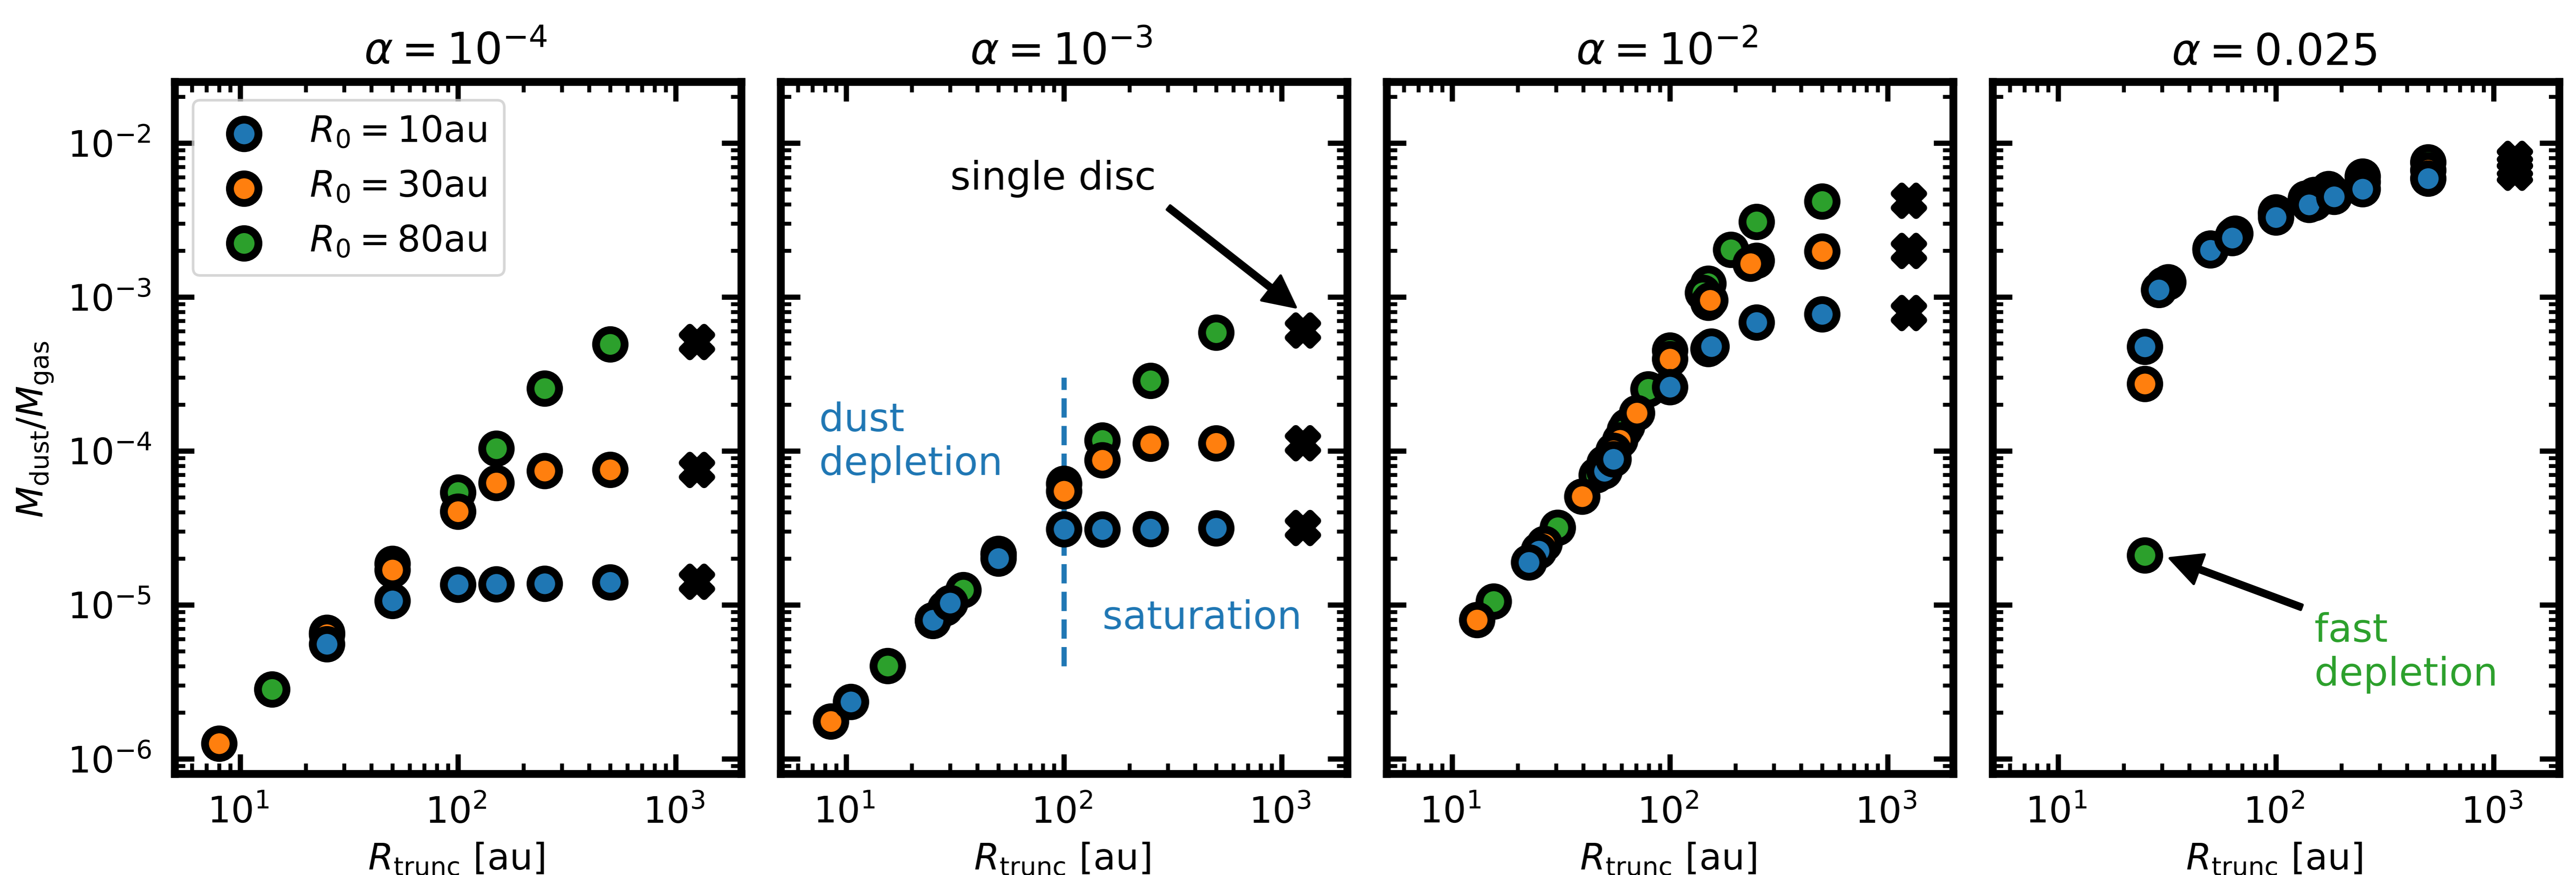 α = 10⁻⁴
α = 10⁻³
α = 10⁻²
α = 0.025
M_dust/M_gas
10⁻²
10⁻³
10⁻⁴
10⁻⁵
10⁻⁶
R₀ = 10au
R₀ = 30au
R₀ = 80au
single disc
dust
depletion
saturation
fast
depletion
10¹ 10² 10³
10¹ 10² 10³
10¹ 10² 10³
10¹ 10² 10³
R_trunc [au]
R_trunc [au]
R_trunc [au]
R_trunc [au]